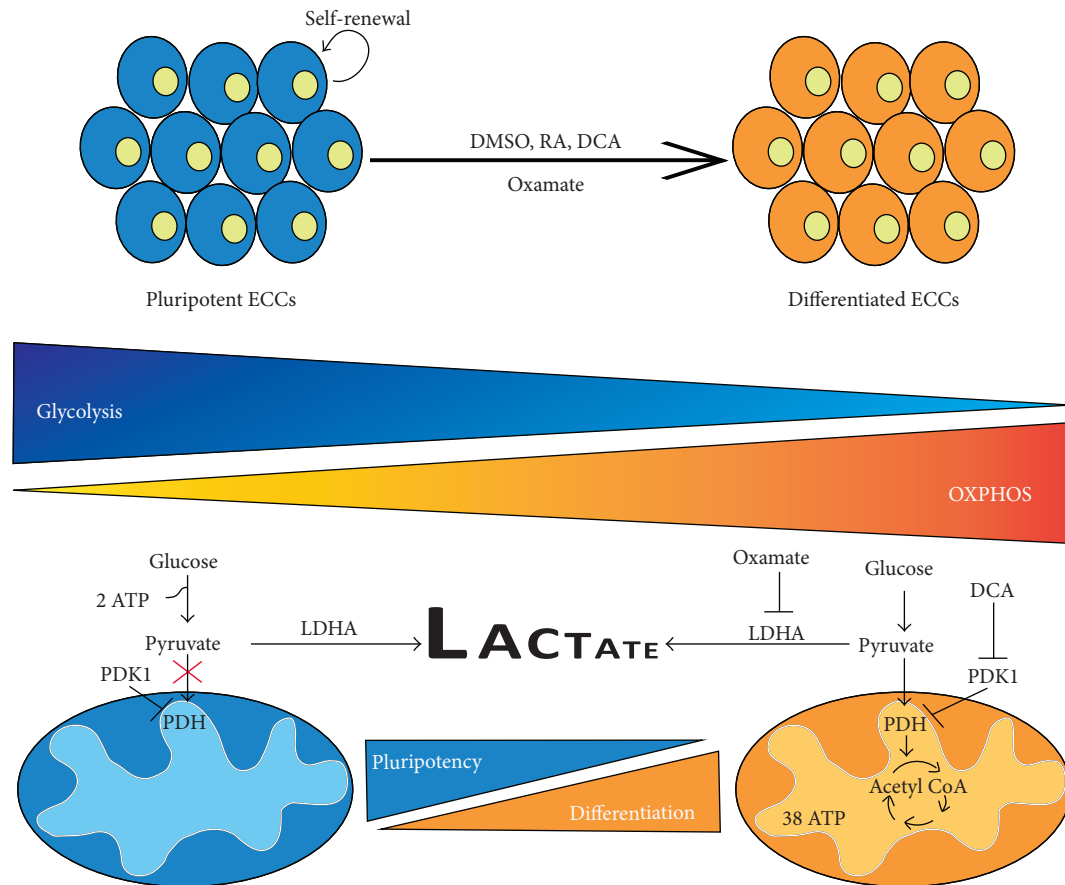 Self-renewal
DMSO, RA, DCA
Oxamate
Pluripotent ECCs
Differentiated ECCs
Glycolysis
OXPHOS
Glucose
2 ATP
Pyruvate
LDHA
PDK1
PDH
LACTATE
Oxamate
LDHA
Glucose
Pyruvate
DCA
PDK1
PDH
Acetyl CoA
38 ATP
Pluripotency
Differentiation